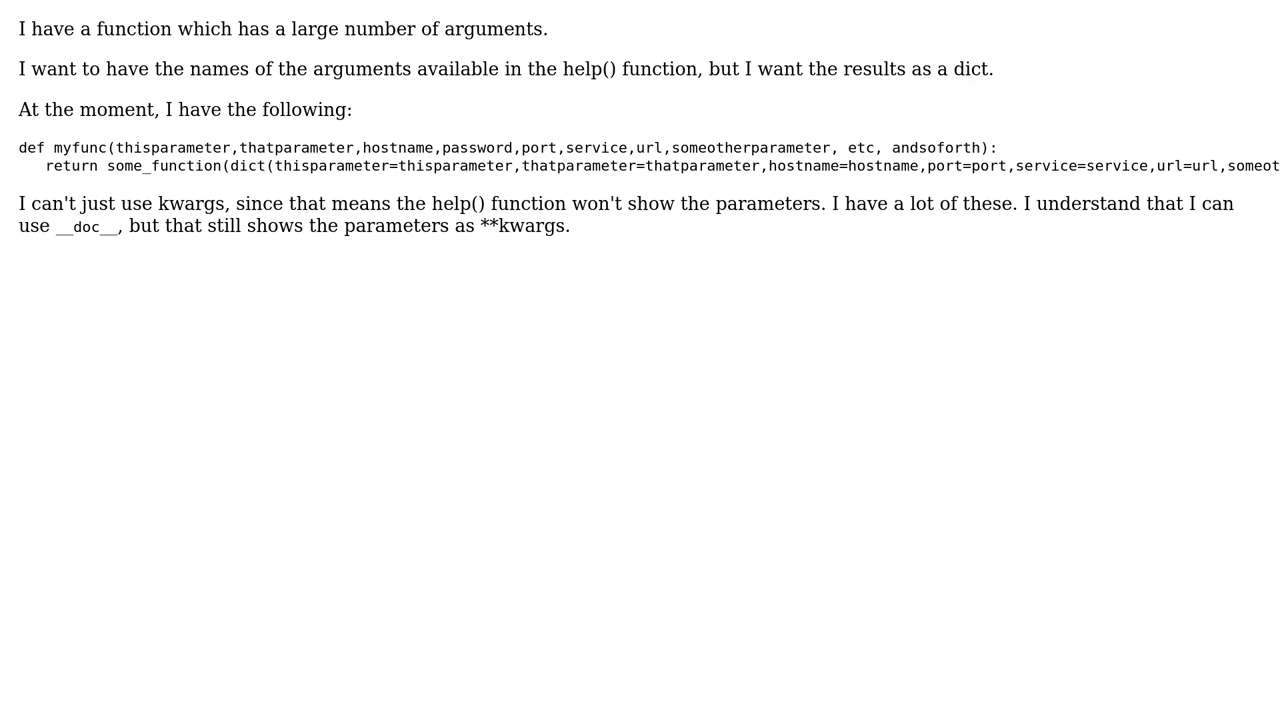 I have a function which has a large number of arguments.
I want to have the names of the arguments available in the help() function, but I want the results as a dict.
At the moment, I have the following:
def myfunc(thisparameter,thatparameter,hostname,password,port,service,url,someotherparameter, etc, andsoforth):
   return some_function(dict(thisparameter=thisparameter,thatparameter=thatparameter,hostname=hostname,port=port,service=service,url=url,someot
I can't just use kwargs, since that means the help() function won't show the parameters. I have a lot of these. I understand that I can
use __doc__, but that still shows the parameters as **kwargs.